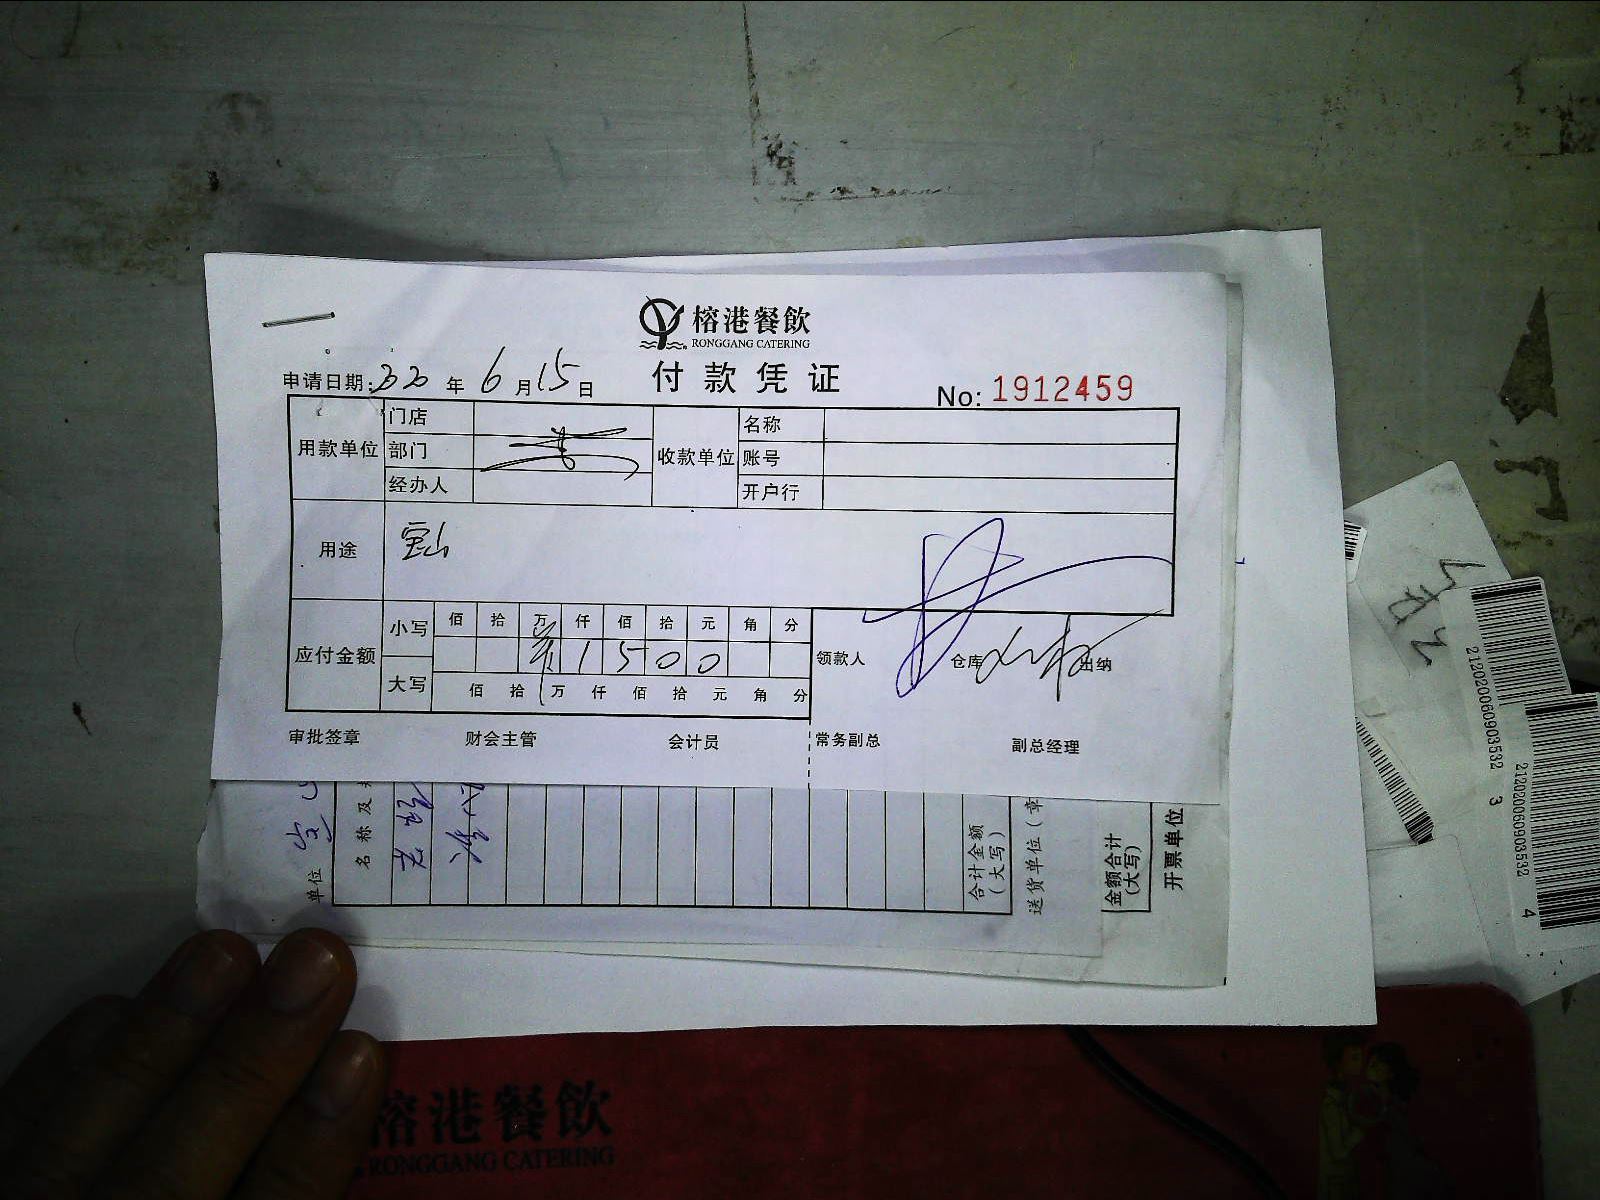 榕港餐飲
RONGGANG CATERING
付款凭证
申请日期: 年 6 月 15 日
No: 1912459
用款单位 门店 收款单位 名称
部门 账号
经办人 开户行
用途 宝山
应付金额 小写 佰 拾 万 仟 佰 拾 元 角 分
1 5 0 0
大写 佰 拾 万 仟 佰 拾 元 角 分
领款人 仓库 出纳
审批签章 财会主管 会计员 常务副总 副总经理
单位
名称及
合计金额
(大写)
送货单位(章
金额合计
(大写)
开票单位
212020060903532 3
212020060903532 4
榕港餐飲
RONGGANG CATERING